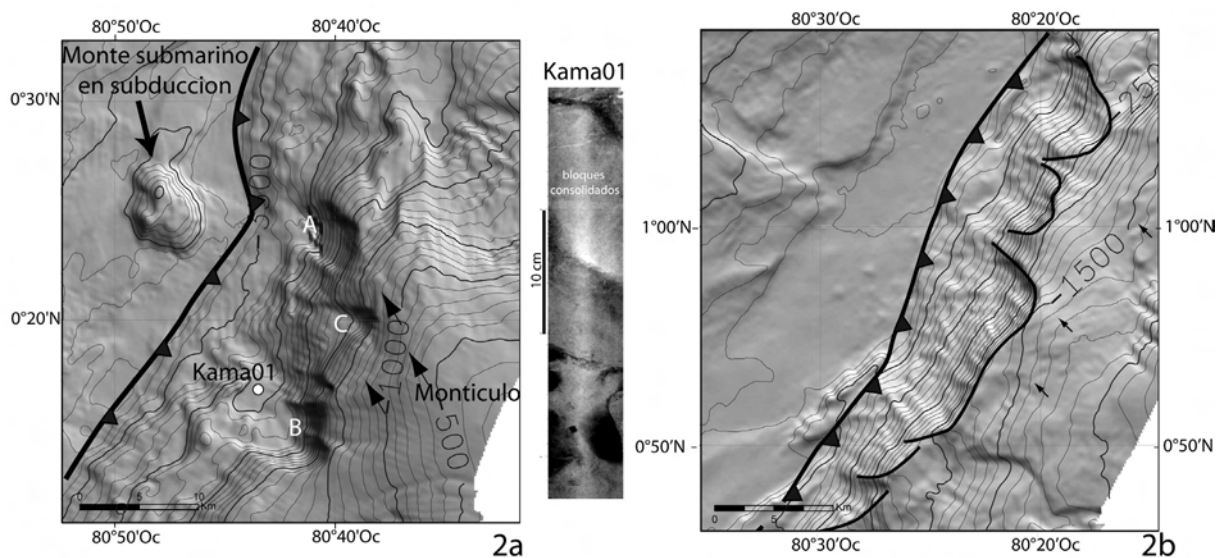 80°50'Oc
80°40'Oc
Monte submarino
en subduccion
0°30'N
0°20'N
A
C
B
Kama01
Monticulo
-1000
-500
0
5
10
Km
80°50'Oc
80°40'Oc
2a
Kama01
bloques
consolidados
10 cm
80°30'Oc
80°20'Oc
1°00'N
1°00'N
-1500
0°50'N
0°50'N
0
5
10
Km
80°30'Oc
80°20'Oc
2b